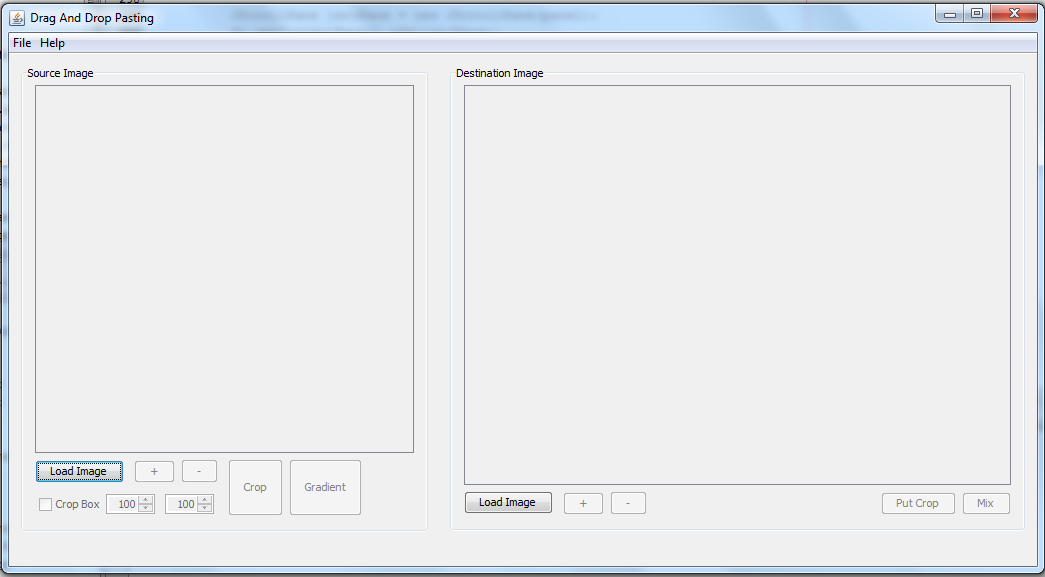 Drag And Drop Pasting
File Help
Source Image
Destination Image
Load Image + -
Crop Gradient
Crop Box 100 100
Load Image + - Put Crop Mix